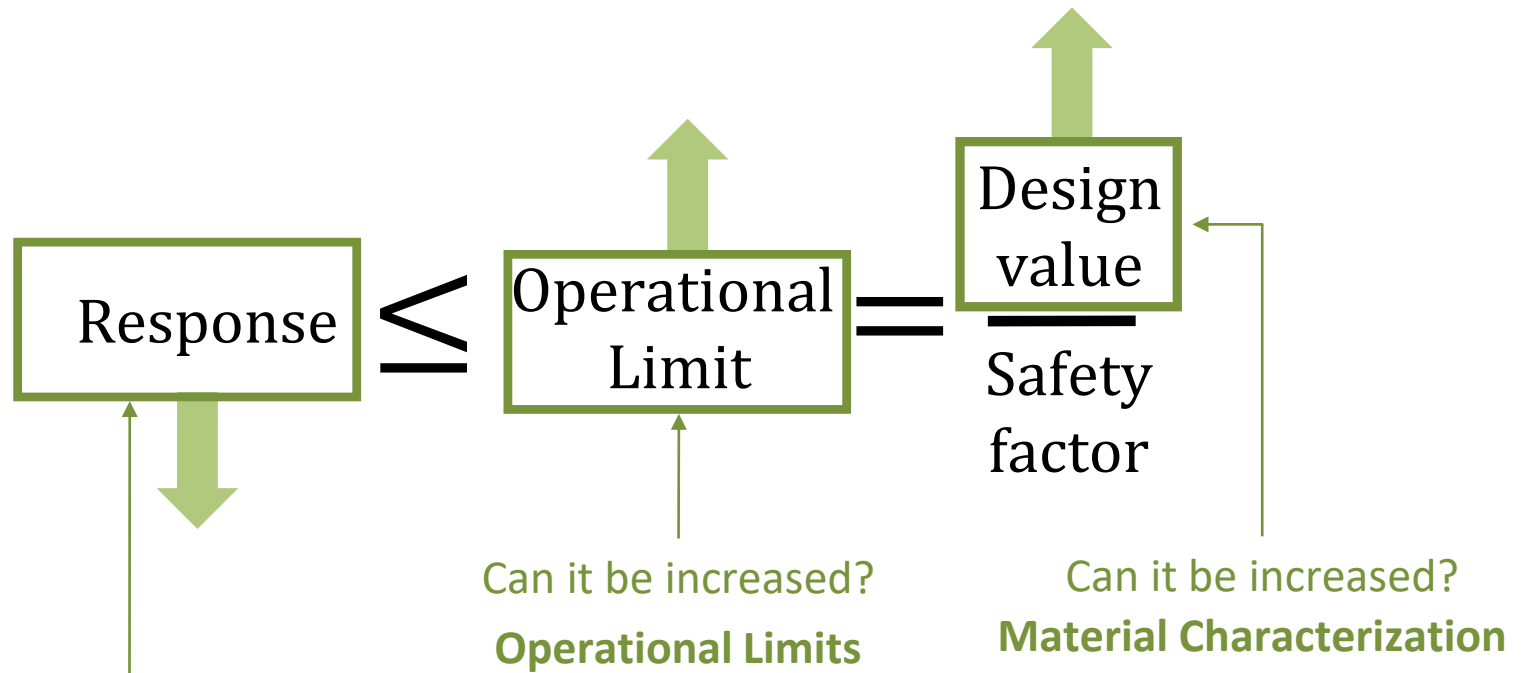 Response
≤
Operational
Limit
=
Design
value
Safety
factor
Can it be increased?
Operational Limits
Can it be increased?
Material Characterization